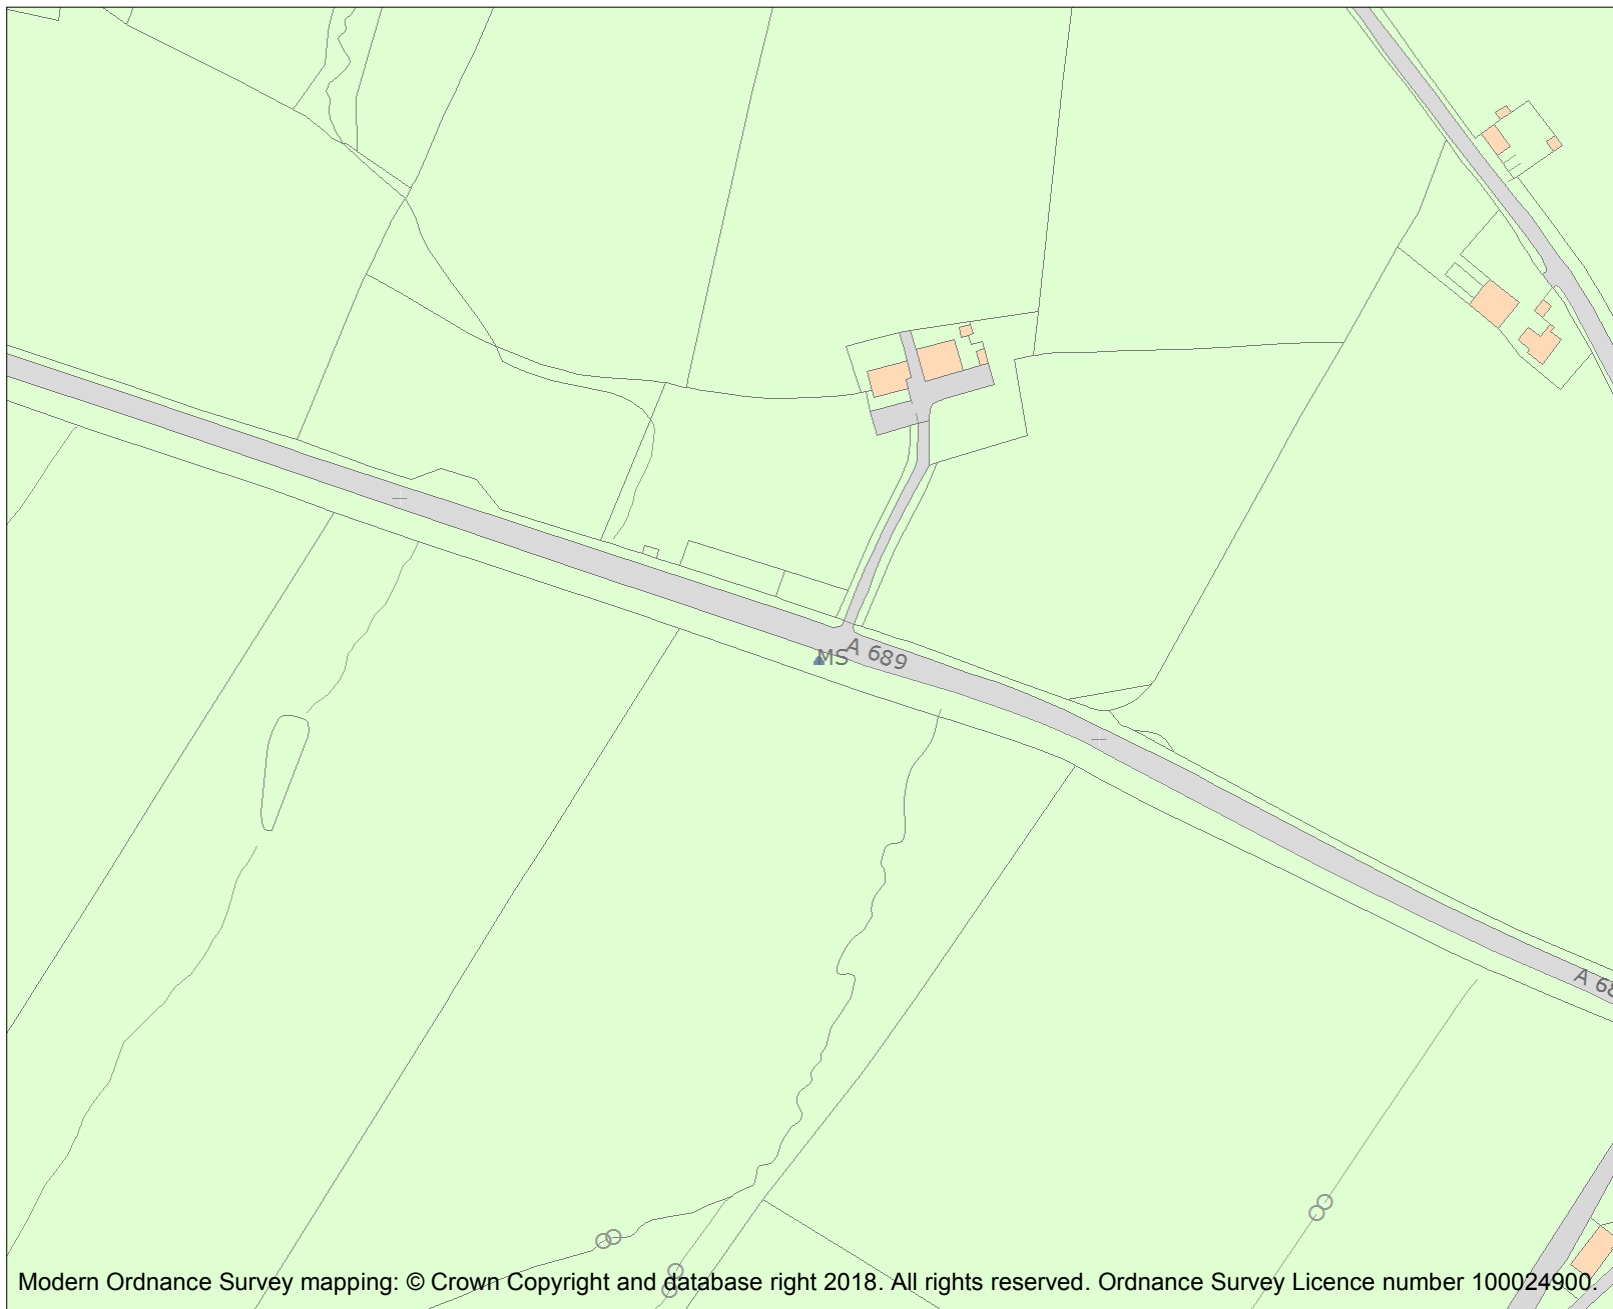 MS
A 689
A 68
Modern Ordnance Survey mapping: © Crown Copyright and database right 2018. All rights reserved. Ordnance Survey Licence number 100024900.